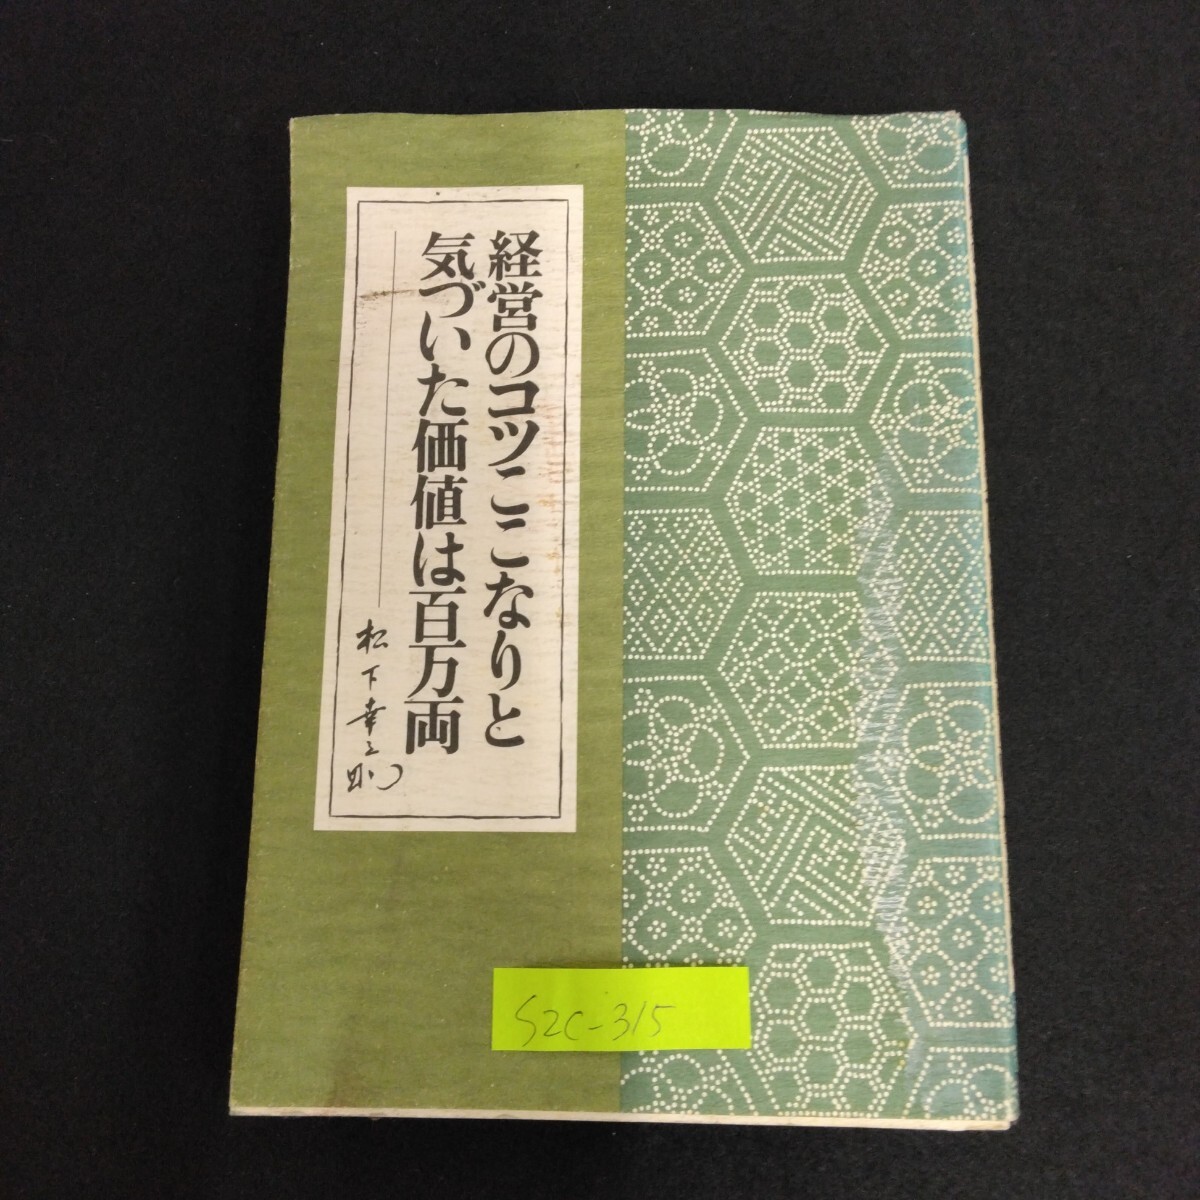 経営のコツここなりと
気づいた価値は百万両
松下幸之助
S2C-315